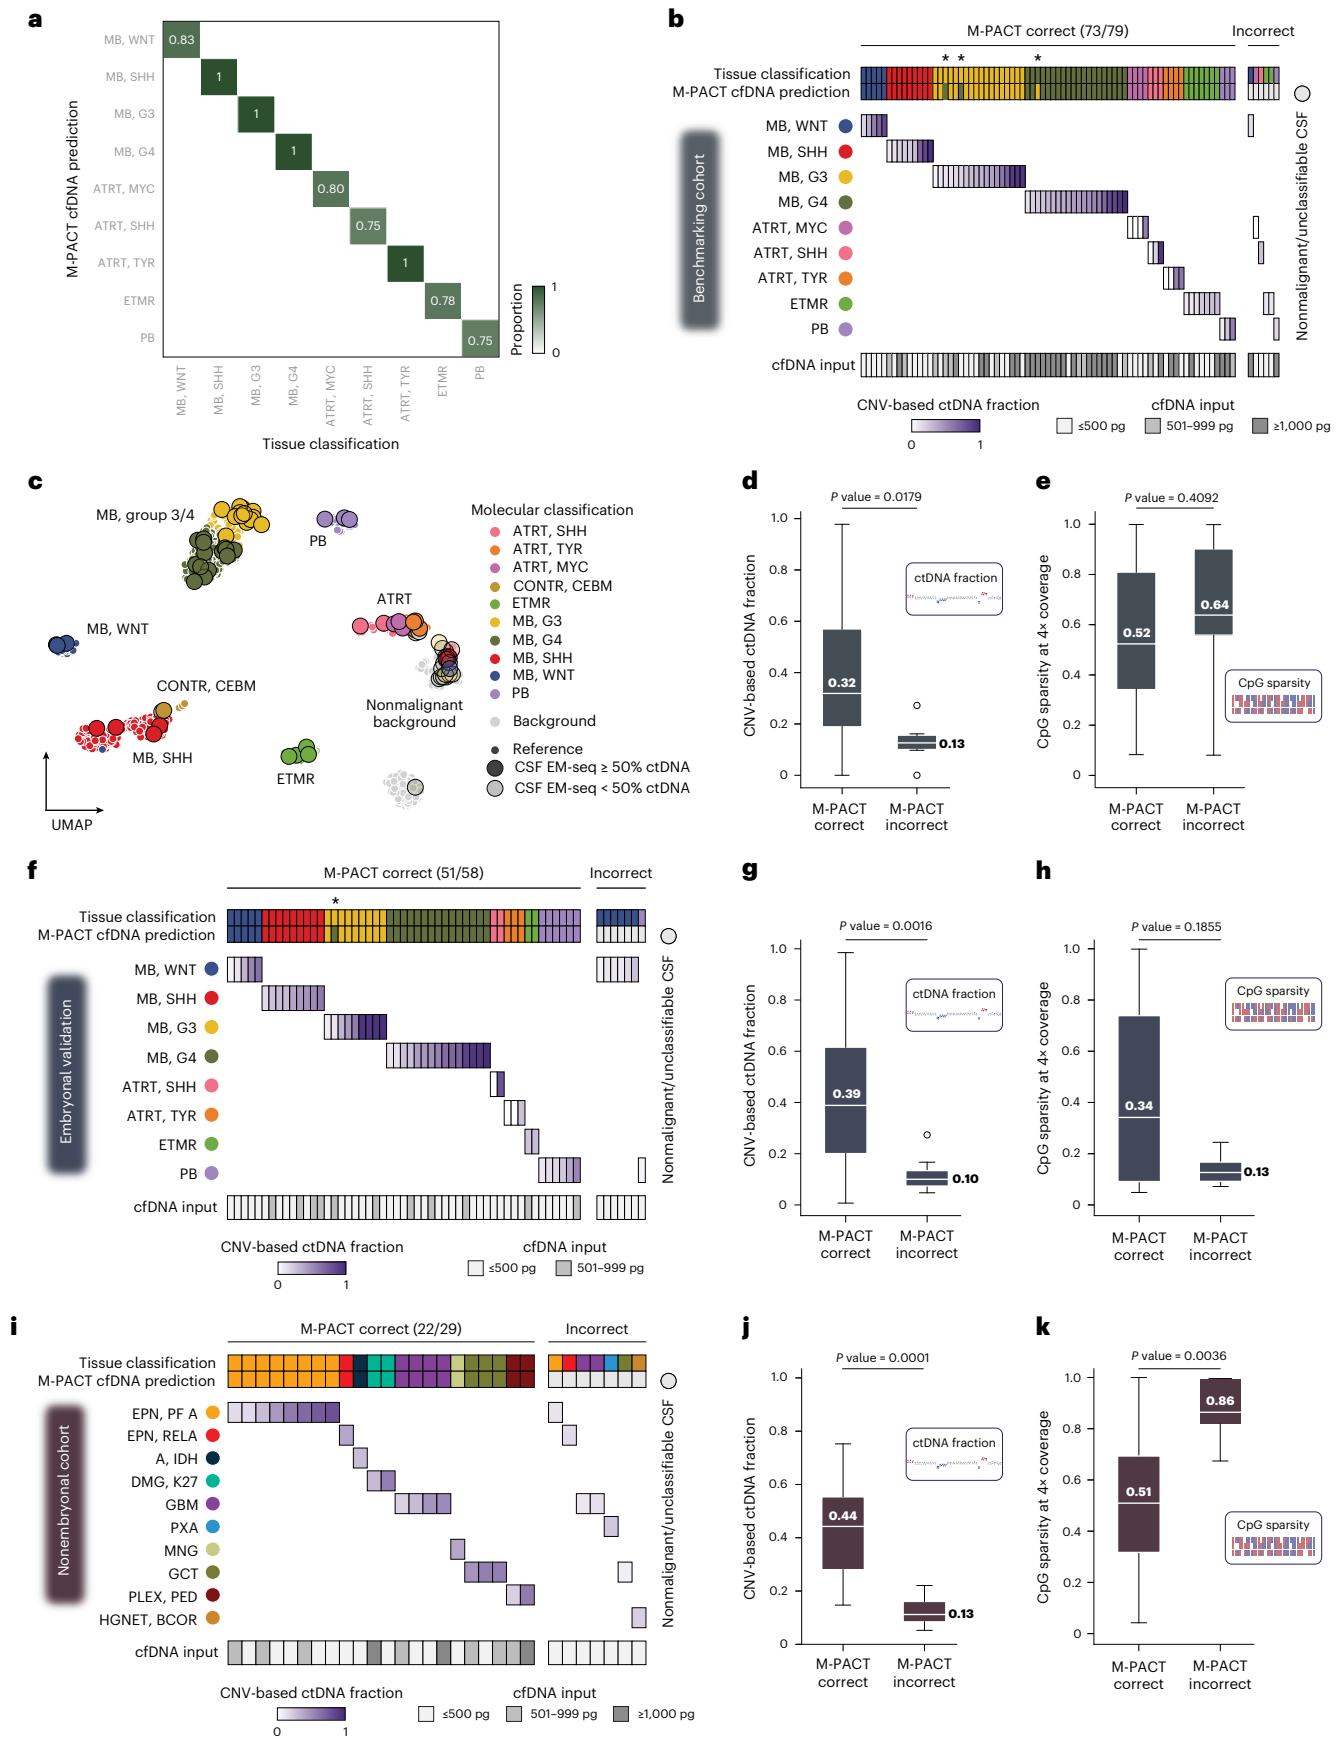 a
M-PACT cfDNA prediction
MB, WNT
MB, SHH
MB, G3
MB, G4
ATRT, MYC
ATRT, SHH
ATRT, TYR
ETMR
PB
0.83
1
1
1
0.80
0.75
1
0.78
0.75
MB, WNT
MB, SHH
MB, G3
MB, G4
ATRT, MYC
ATRT, SHH
ATRT, TYR
ETMR
PB
Tissue classification
Proportion
1
0
b
M-PACT correct (73/79)
Incorrect
* * *
Tissue classification
M-PACT cfDNA prediction
Benchmarking cohort
MB, WNT
MB, SHH
MB, G3
MB, G4
ATRT, MYC
ATRT, SHH
ATRT, TYR
ETMR
PB
cfDNA input
Nonmalignant/unclassifiable CSF
CNV-based ctDNA fraction
0 1
cfDNA input
≤500 pg
501–999 pg
≥1,000 pg
c
MB, group 3/4
PB
MB, WNT
ATRT
CONTR, CEBM
Nonmalignant
background
MB, SHH
ETMR
UMAP
Molecular classification
ATRT, SHH
ATRT, TYR
ATRT, MYC
CONTR, CEBM
ETMR
MB, G3
MB, G4
MB, SHH
MB, WNT
PB
Background
Reference
CSF EM-seq ≥ 50% ctDNA
CSF EM-seq < 50% ctDNA
d
P value = 0.0179
CNV-based ctDNA fraction
1.0
0.8
0.6
0.4
0.2
0
ctDNA fraction
0.32
0.13
M-PACT
correct
M-PACT
incorrect
e
P value = 0.4092
CpG sparsity at 4× coverage
1.0
0.8
0.6
0.4
0.2
0
0.52
0.64
CpG sparsity
M-PACT
correct
M-PACT
incorrect
f
M-PACT correct (51/58)
Incorrect
*
Tissue classification
M-PACT cfDNA prediction
Embryonal validation
MB, WNT
MB, SHH
MB, G3
MB, G4
ATRT, SHH
ATRT, TYR
ETMR
PB
cfDNA input
Nonmalignant/unclassifiable CSF
CNV-based ctDNA fraction
0 1
cfDNA input
≤500 pg
501–999 pg
g
P value = 0.0016
CNV-based ctDNA fraction
1.0
0.8
0.6
0.4
0.2
0
ctDNA fraction
0.39
0.10
M-PACT
correct
M-PACT
incorrect
h
P value = 0.1855
CpG sparsity at 4× coverage
1.0
0.8
0.6
0.4
0.2
0
CpG sparsity
0.34
0.13
M-PACT
correct
M-PACT
incorrect
i
M-PACT correct (22/29)
Incorrect
Tissue classification
M-PACT cfDNA prediction
Nonembryonal cohort
EPN, PF A
EPN, RELA
A, IDH
DMG, K27
GBM
PXA
MNG
GCT
PLEX, PED
HGNET, BCOR
cfDNA input
Nonmalignant/unclassifiable CSF
CNV-based ctDNA fraction
0 1
cfDNA input
≤500 pg
501–999 pg
≥1,000 pg
j
P value = 0.0001
CNV-based ctDNA fraction
1.0
0.8
0.6
0.4
0.2
0
ctDNA fraction
0.44
0.13
M-PACT
correct
M-PACT
incorrect
k
P value = 0.0036
CpG sparsity at 4× coverage
1.0
0.8
0.6
0.4
0.2
0
0.51
0.86
CpG sparsity
M-PACT
correct
M-PACT
incorrect